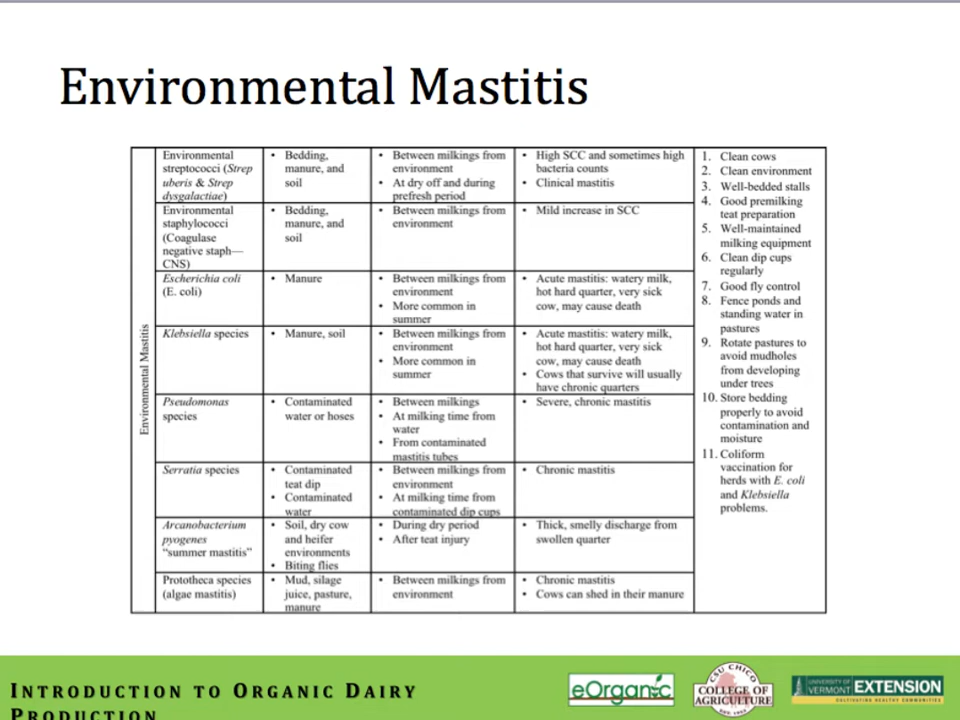 Environmental Mastitis
Environmental Mastitis
Environmental
streptococci (Strep
uberis & Strep
dysgalactiae)
• Bedding,
manure, and
soil
• Between milkings from
environment
• At dry off and during
prefresh period
• High SCC and sometimes high
bacteria counts
• Clinical mastitis
Environmental
staphylococci
(Coagulase
negative staph—
CNS)
• Bedding,
manure, and
soil
• Between milkings from
environment
• Mild increase in SCC
Escherichia coli
(E. coli)
• Manure
• Between milkings from
environment
• More common in
summer
• Acute mastitis: watery milk,
hot hard quarter, very sick
cow, may cause death
Klebsiella species
• Manure, soil
• Between milkings from
environment
• More common in
summer
• Acute mastitis: watery milk,
hot hard quarter, very sick
cow, may cause death
• Cows that survive will usually
have chronic quarters
Pseudomonas
species
• Contaminated
water or hoses
• Between milkings
• At milking time from
water
• From contaminated
mastitis tubes
• Severe, chronic mastitis
Serratia species
• Contaminated
teat dip
• Contaminated
water
• Between milkings from
environment
• At milking time from
contaminated dip cups
• Chronic mastitis
Arcanobacterium
pyogenes
“summer mastitis”
• Soil, dry cow
and heifer
environments
• Biting flies
• During dry period
• After teat injury
• Thick, smelly discharge from
swollen quarter
Prototheca species
(algae mastitis)
• Mud, silage
juice, pasture,
manure
• Between milkings from
environment
• Chronic mastitis
• Cows can shed in their manure
1. Clean cows
2. Clean environment
3. Well-bedded stalls
4. Good premilking
teat preparation
5. Well-maintained
milking equipment
6. Clean dip cups
regularly
7. Good fly control
8. Fence ponds and
standing water in
pastures
9. Rotate pastures to
avoid mudholes
from developing
under trees
10. Store bedding
properly to avoid
contamination and
moisture
11. Coliform
vaccination for
herds with E. coli
and Klebsiella
problems.
INTRODUCTION TO ORGANIC DAIRY
PRODUCTION
eOrganic
CSU CHICO
COLLEGE OF
AGRICULTURE
UNIVERSITY OF
VERMONT EXTENSION
CULTIVATING HEALTHY COMMUNITIES